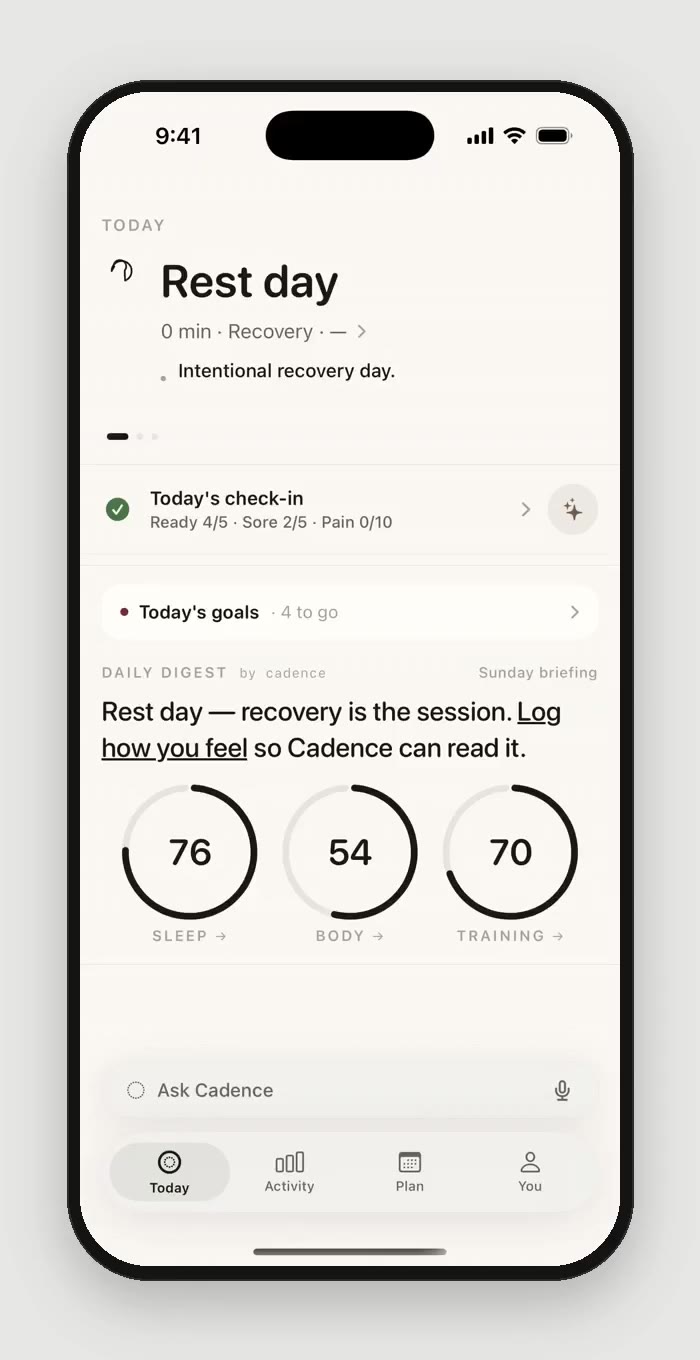 9:41
TODAY
Rest day
0 min · Recovery · —
Intentional recovery day.
Today's check-in
Ready 4/5 · Sore 2/5 · Pain 0/10
Today's goals · 4 to go
DAILY DIGEST by cadence Sunday briefing
Rest day — recovery is the session. Log
how you feel so Cadence can read it.
76 54 70
SLEEP → BODY → TRAINING →
Ask Cadence
Today Activity Plan You